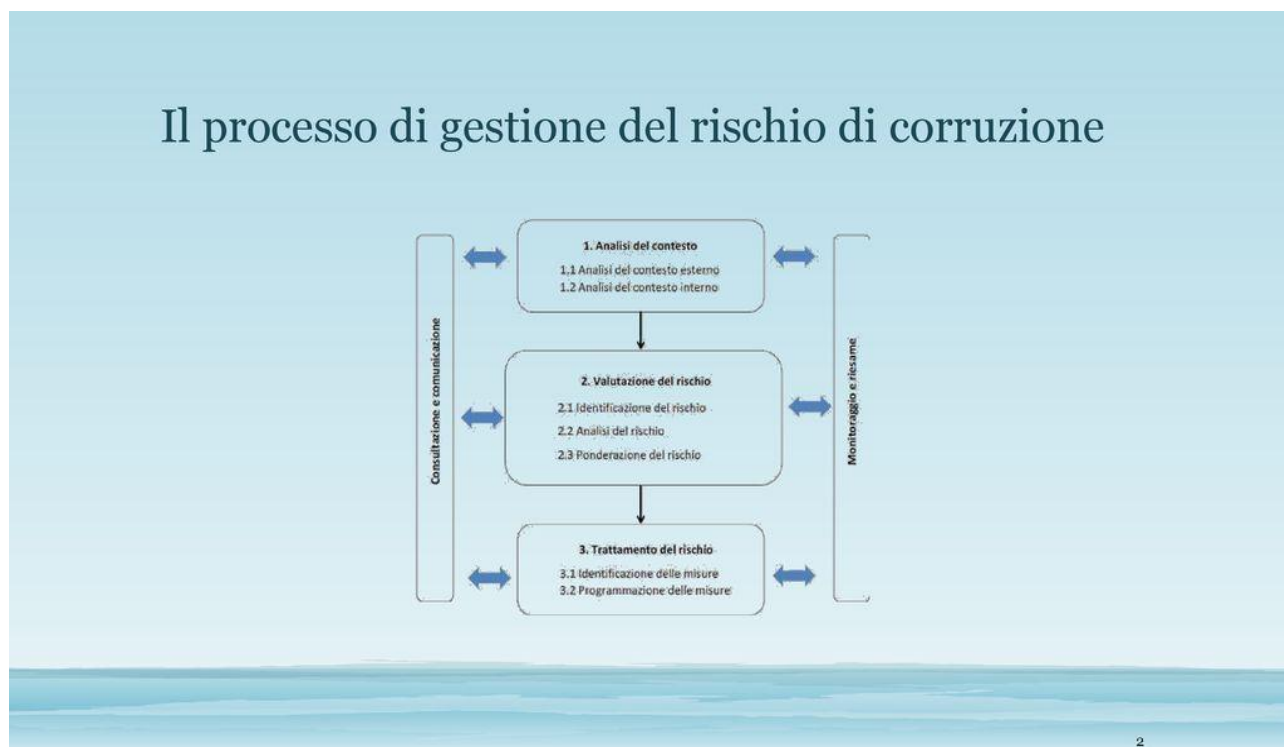 Il processo di gestione del rischio di corruzione
Consultazione e comunicazione
1. Analisi del contesto
1.1 Analisi del contesto esterno
1.2 Analisi del contesto interno
2. Valutazione del rischio
2.1 Identificazione del rischio
2.2 Analisi del rischio
2.3 Ponderazione del rischio
3. Trattamento del rischio
3.1 Identificazione delle misure
3.2 Programmazione delle misure
Monitoraggio e riesame
2